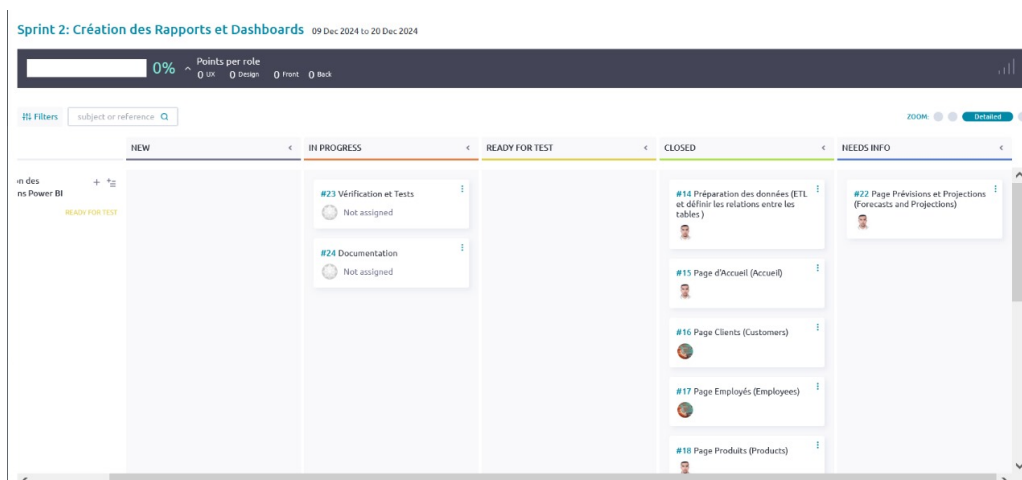 Sprint 2: Création des Rapports et Dashboards 09 Dec 2024 to 20 Dec 2024
0% Points per role
0 UX 0 Design 0 Front 0 Back
Filters subject or reference ZOOM: Detailed
NEW IN PROGRESS READY FOR TEST CLOSED NEEDS INFO
on des
ns Power BI
READY FOR TEST
#23 Vérification et Tests
Not assigned
#24 Documentation
Not assigned
#14 Préparation des données (ETL
et définir les relations entre les
tables )
#15 Page d'Accueil (Accueil)
#16 Page Clients (Customers)
#17 Page Employés (Employees)
#18 Page Produits (Products)
#22 Page Prévisions et Projections
(Forecasts and Projections)